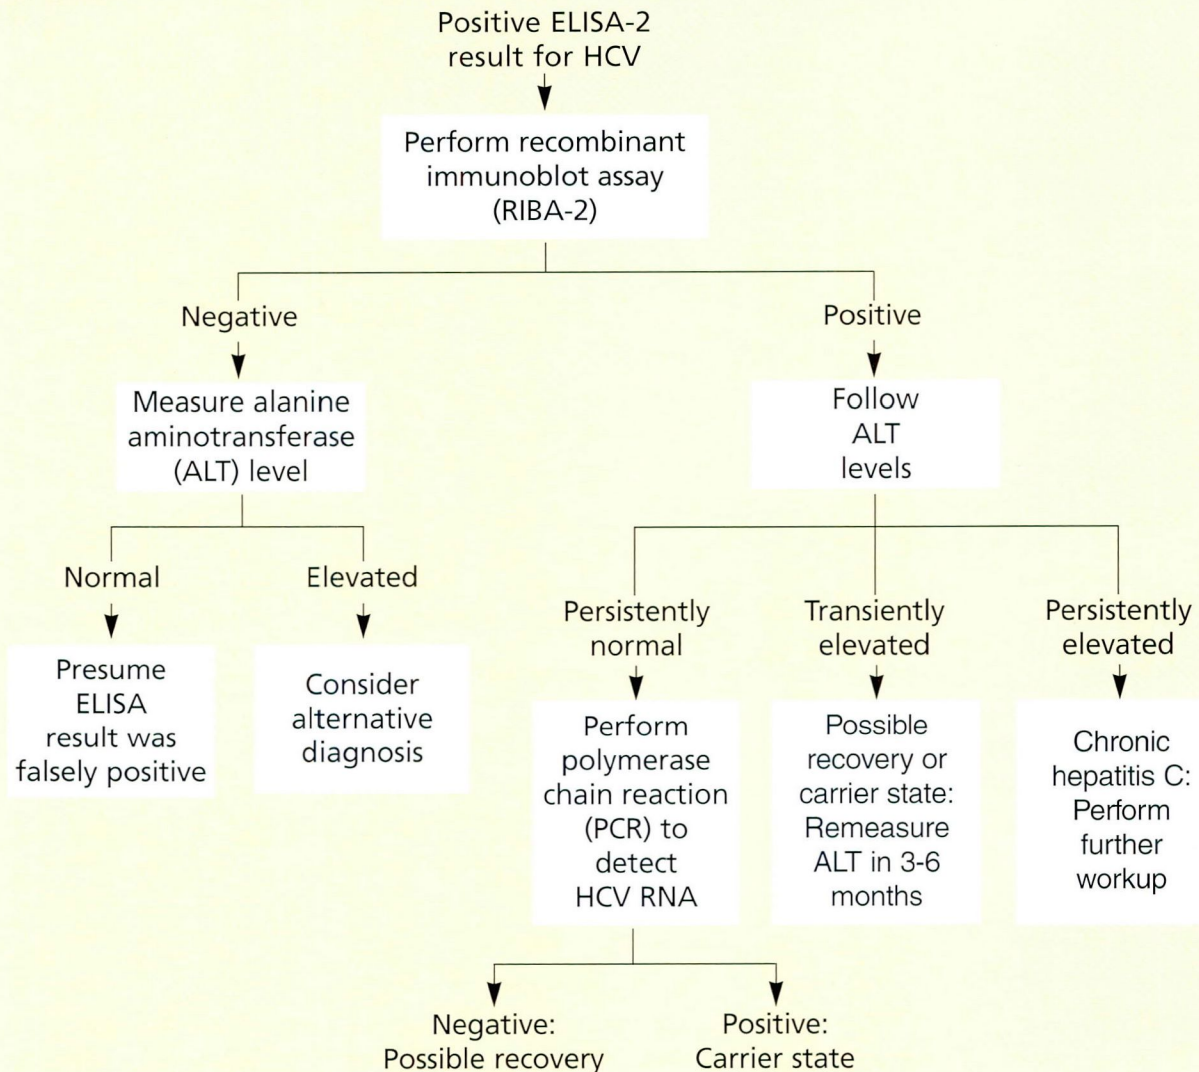 Positive ELISA-2
result for HCV
Perform recombinant
immunoblot assay
(RIBA-2)
Negative
Positive
Measure alanine
aminotransferase
(ALT) level
Follow
ALT
levels
Normal
Elevated
Persistently
normal
Transiently
elevated
Persistently
elevated
Presume
ELISA
result was
falsely positive
Consider
alternative
diagnosis
Perform
polymerase
chain reaction
(PCR) to
detect
HCV RNA
Possible
recovery or
carrier state:
Remeasure
ALT in 3-6
months
Chronic
hepatitis C:
Perform
further
workup
Negative:
Possible recovery
Positive:
Carrier state